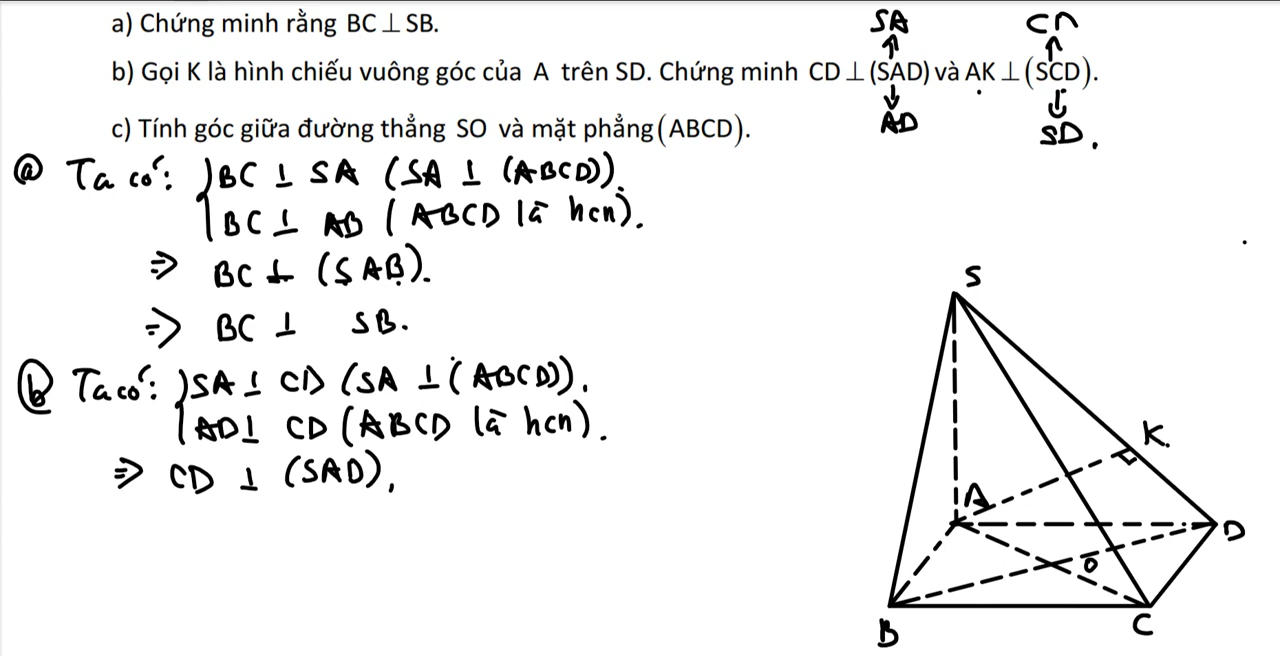 a) Chứng minh rằng BC ⊥ SB.
SA
CD
b) Gọi K là hình chiếu vuông góc của A trên SD. Chứng minh CD ⊥ (SAD) và AK ⊥ (SCD).
AD
SD.
c) Tính góc giữa đường thẳng SO và mặt phẳng (ABCD).
ⓐ Ta có: BC ⊥ SA (SA ⊥ (ABCD)).
BC ⊥ AB (ABCD là hcn).
⇒ BC ⊥ (SAB).
⇒ BC ⊥ SB.
ⓑ Ta có: SA ⊥ CD (SA ⊥ (ABCD)).
AD ⊥ CD (ABCD là hcn).
⇒ CD ⊥ (SAD),
S
K.
A
D
O
B
C